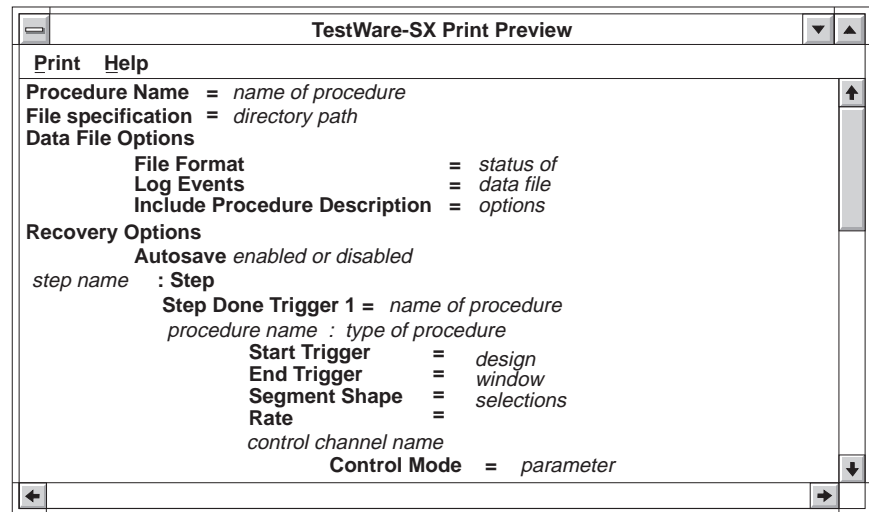 TestWare-SX Print Preview
Print Help
Procedure Name = name of procedure
File specification = directory path
Data File Options
File Format = status of
Log Events = data file
Include Procedure Description = options
Recovery Options
Autosave enabled or disabled
step name : Step
Step Done Trigger 1 = name of procedure
procedure name : type of procedure
Start Trigger = design
End Trigger = window
Segment Shape = selections
Rate =
control channel name
Control Mode = parameter